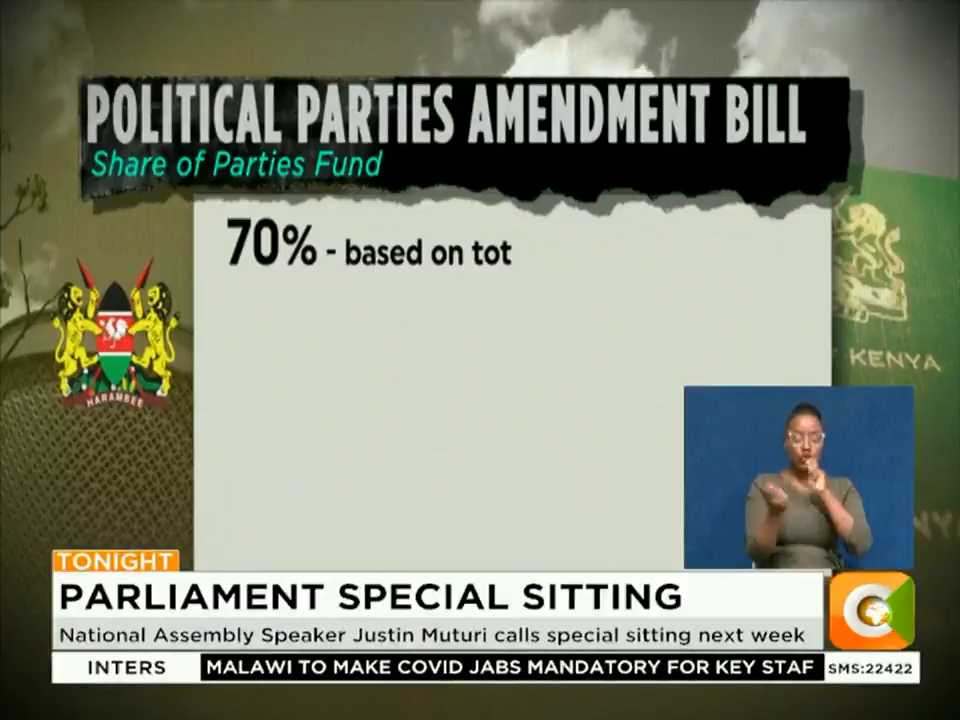 POLITICAL PARTIES AMENDMENT BILL
Share of Parties Fund
70% - based on tot
HARAMBEE
KENYA
NY
TONIGHT
PARLIAMENT SPECIAL SITTING
National Assembly Speaker Justin Muturi calls special sitting next week
INTERS
MALAWI TO MAKE COVID JABS MANDATORY FOR KEY STAF
SMS:22422